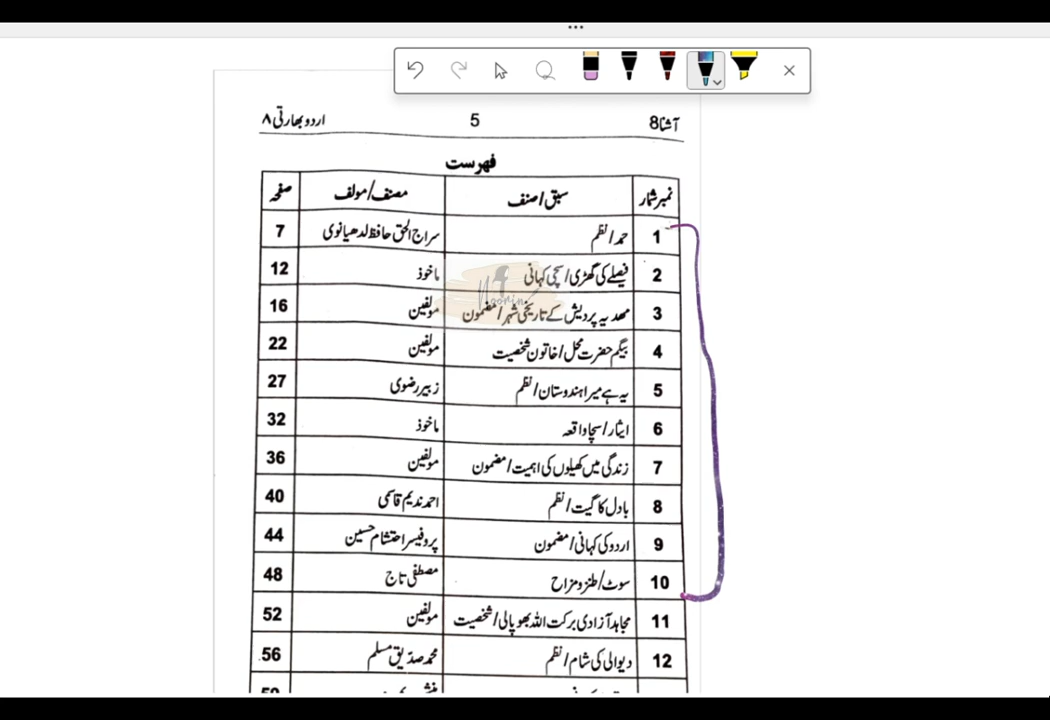 آشنا8 5 اردو بھارتی ۸
فہرست
نمبر شمار سبق/صنف مصنف/مولف صفحہ
1 حمد/نظم سراج الحق حافظ لدھیانوی 7
2 فیصلے کی گھڑی/سچی کہانی ماخوذ 12
3 مدھیہ پردیش کے تاریخی شہر/مضمون مولفین 16
4 بیگم حضرت محل/خاتون شخصیت مولفین 22
5 یہ ہے میرا ہندوستان/نظم زبیر رضوی 27
6 ایثار/سچا واقعہ ماخوذ 32
7 زندگی میں کھیلوں کی اہمیت/مضمون مولفین 36
8 بادل کا گیت/نظم احمد ندیم قاسمی 40
9 اردو کی کہانی/مضمون پروفیسر احتشام حسین 44
10 سوٹ/طنز و مزاح مصطفٰی تاج 48
11 مجاہد آزادی برکت اللہ بھوپالی/شخصیت مولفین 52
12 دیوالی کی شام/نظم محمد صدّیق مسلم 56
Noorin